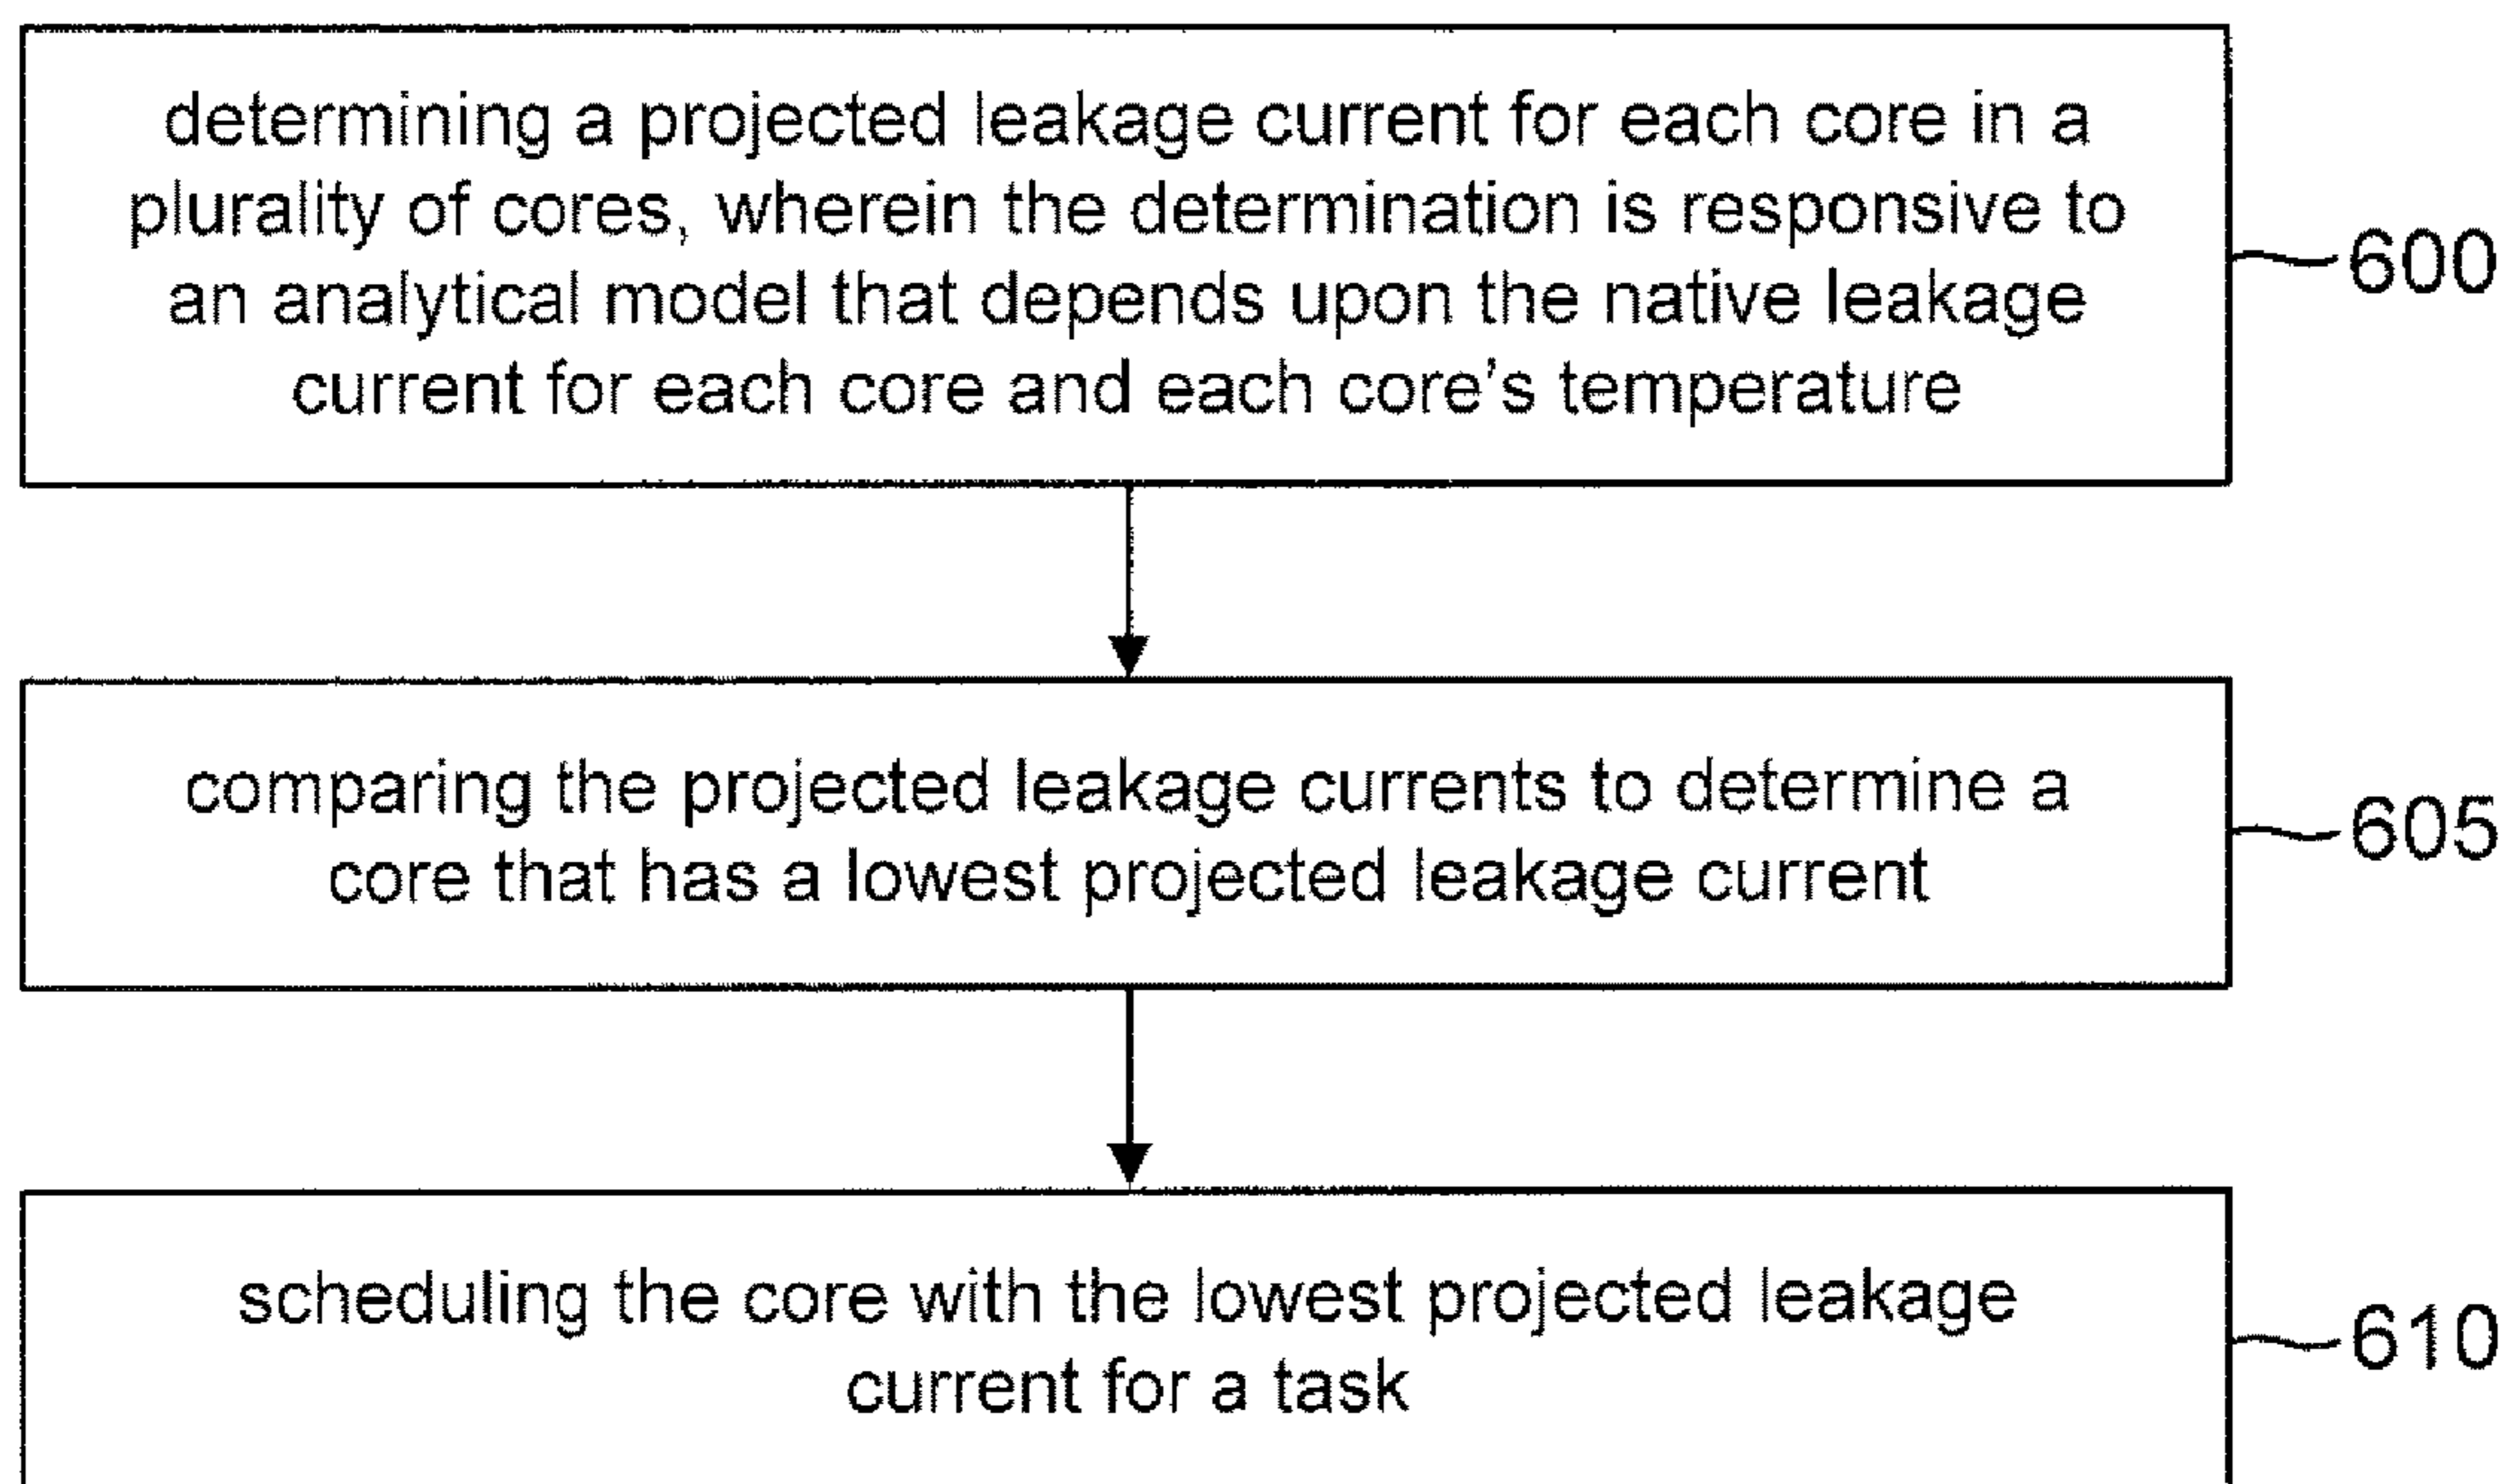 determining a projected leakage current for each core in a
plurality of cores, wherein the determination is responsive to
an analytical model that depends upon the native leakage
current for each core and each core's temperature
600
comparing the projected leakage currents to determine a
core that has a lowest projected leakage current
605
scheduling the core with the lowest projected leakage
current for a task
610